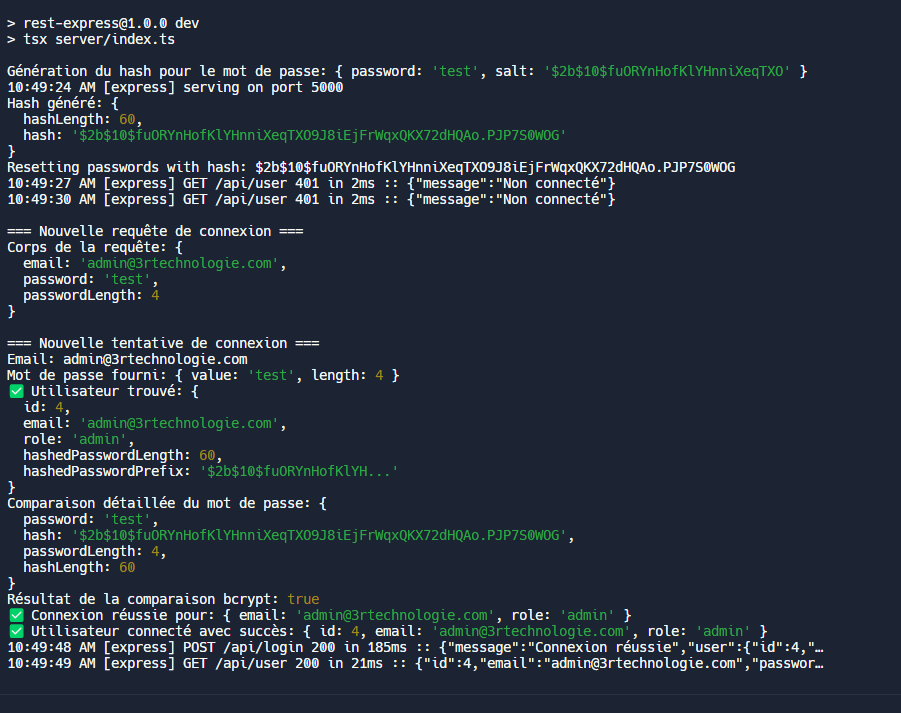 > rest-express@1.0.0 dev
> tsx server/index.ts
Génération du hash pour le mot de passe: { password: 'test', salt: '$2b$10$fuORYnHofKlYHnniXeqTXO' }
10:49:24 AM [express] serving on port 5000
Hash généré: {
hashLength: 60,
hash: '$2b$10$fuORYnHofKlYHnniXeqTXO9J8iEjFrWqxQKX72dHQAo.PJP7S0WOG'
}
Resetting passwords with hash: $2b$10$fuORYnHofKlYHnniXeqTXO9J8iEjFrWqxQKX72dHQAo.PJP7S0WOG
10:49:27 AM [express] GET /api/user 401 in 2ms :: {"message":"Non connecté"}
10:49:30 AM [express] GET /api/user 401 in 2ms :: {"message":"Non connecté"}
=== Nouvelle requête de connexion ===
Corps de la requête: {
email: 'admin@3rtechnologie.com',
password: 'test',
passwordLength: 4
}
=== Nouvelle tentative de connexion ===
Email: admin@3rtechnologie.com
Mot de passe fourni: { value: 'test', length: 4 }
✅ Utilisateur trouvé: {
id: 4,
email: 'admin@3rtechnologie.com',
role: 'admin',
hashedPasswordLength: 60,
hashedPasswordPrefix: '$2b$10$fuORYnHofKlYH...'
}
Comparaison détaillée du mot de passe: {
password: 'test',
hash: '$2b$10$fuORYnHofKlYHnniXeqTXO9J8iEjFrWqxQKX72dHQAo.PJP7S0WOG',
passwordLength: 4,
hashLength: 60
}
Résultat de la comparaison bcrypt: true
✅ Connexion réussie pour: { email: 'admin@3rtechnologie.com', role: 'admin' }
✅ Utilisateur connecté avec succès: { id: 4, email: 'admin@3rtechnologie.com', role: 'admin' }
10:49:48 AM [express] POST /api/login 200 in 185ms :: {"message":"Connexion réussie","user":{"id":4,"…
10:49:49 AM [express] GET /api/user 200 in 21ms :: {"id":4,"email":"admin@3rtechnologie.com","passwor…